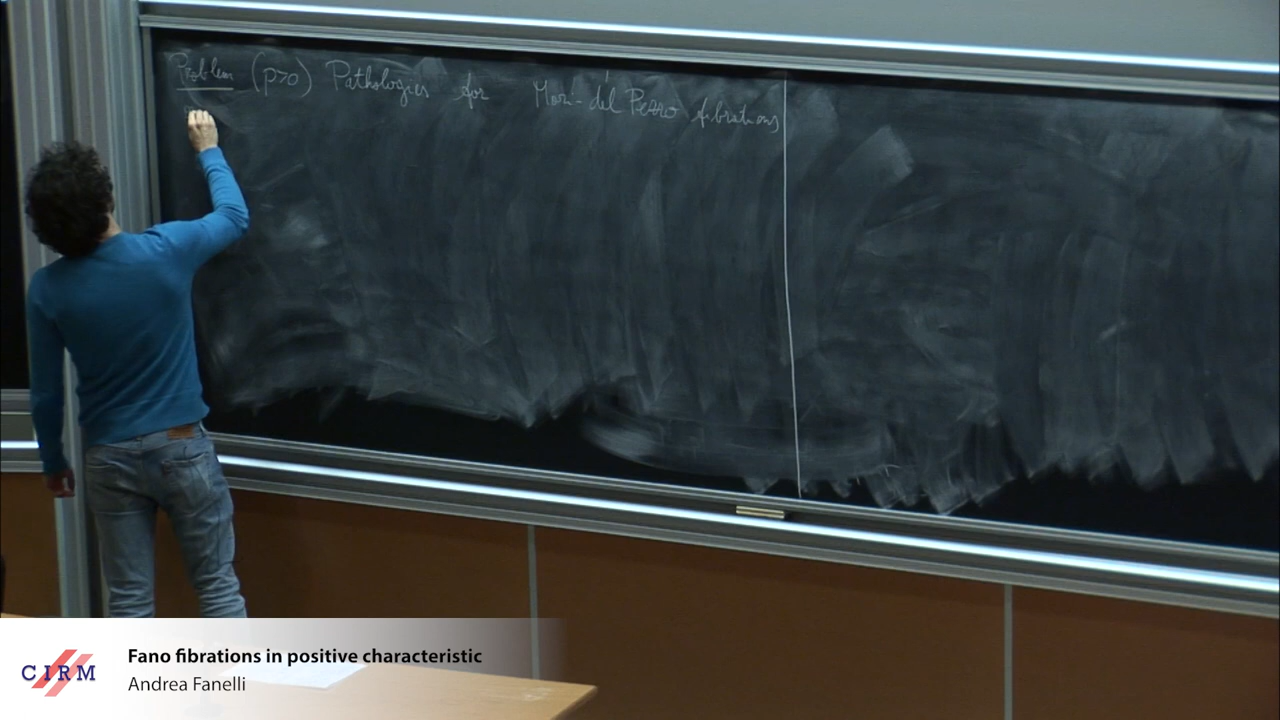 Problem (p>0) Pathologies for Mori-del Pezzo fibrations
CIRM
Fano fibrations in positive characteristic
Andrea Fanelli